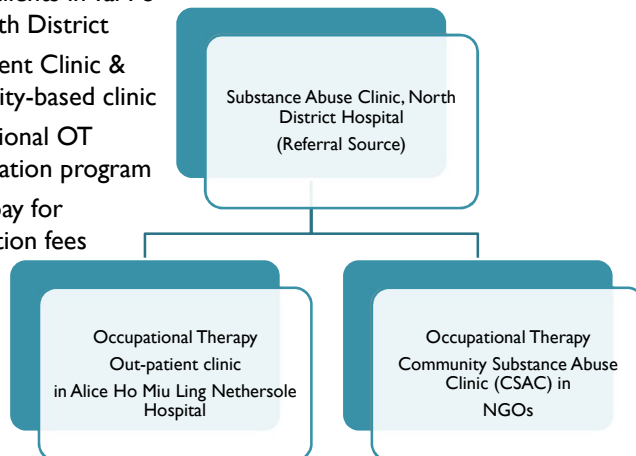 th District
ent Clinic &
ity-based clinic
ional OT
ation program
pay for
tion fees
Substance Abuse Clinic, North
District Hospital
(Referral Source)
Occupational Therapy
Out-patient clinic
in Alice Ho Miu Ling Nethersole
Hospital
Occupational Therapy
Community Substance Abuse
Clinic (CSAC) in
NGOs